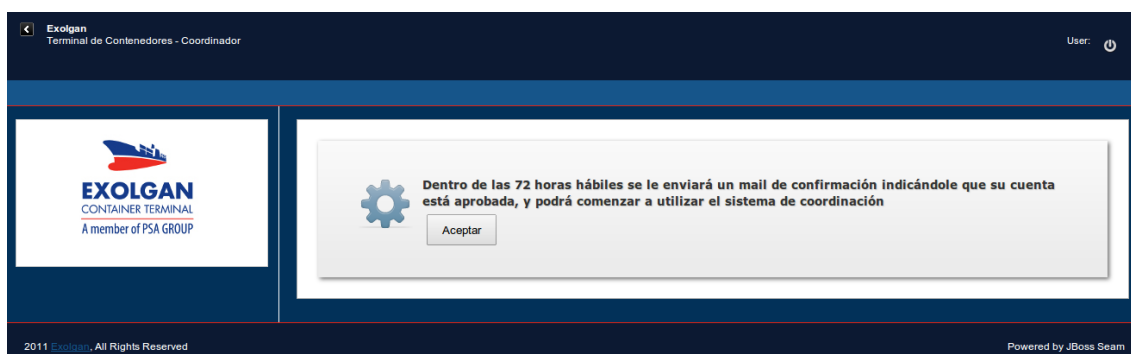 Exolgan
Terminal de Contenedores - Coordinador
User:
EXOLGAN
CONTAINER TERMINAL
A member of PSA GROUP
Dentro de las 72 horas hábiles se le enviará un mail de confirmación indicándole que su cuenta
está aprobada, y podrá comenzar a utilizar el sistema de coordinación
Aceptar
2011 Exolgan, All Rights Reserved
Powered by JBoss Seam